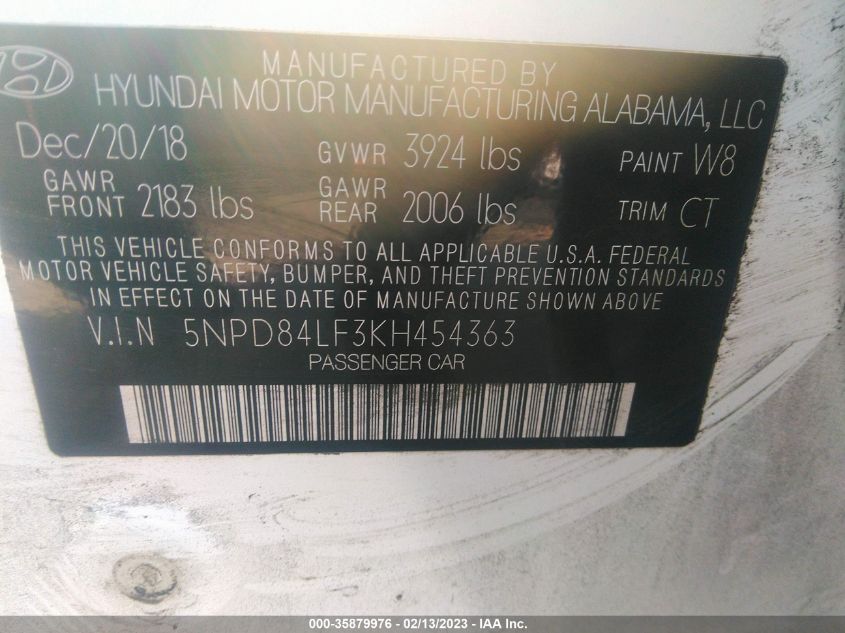 MANUFACTURED BY
HYUNDAI MOTOR MANUFACTURING ALABAMA, LLC
Dec/20/18 GVWR 3924 lbs PAINT W8
GAWR FRONT 2183 lbs GAWR REAR 2006 lbs TRIM CT
THIS VEHICLE CONFORMS TO ALL APPLICABLE U.S.A. FEDERAL
MOTOR VEHICLE SAFETY, BUMPER, AND THEFT PREVENTION STANDARDS
IN EFFECT ON THE DATE OF MANUFACTURE SHOWN ABOVE.
V.I.N 5NPD84LF3KH454363
PASSENGER CAR
000-35879976 - 02/13/2023 - IAA Inc.